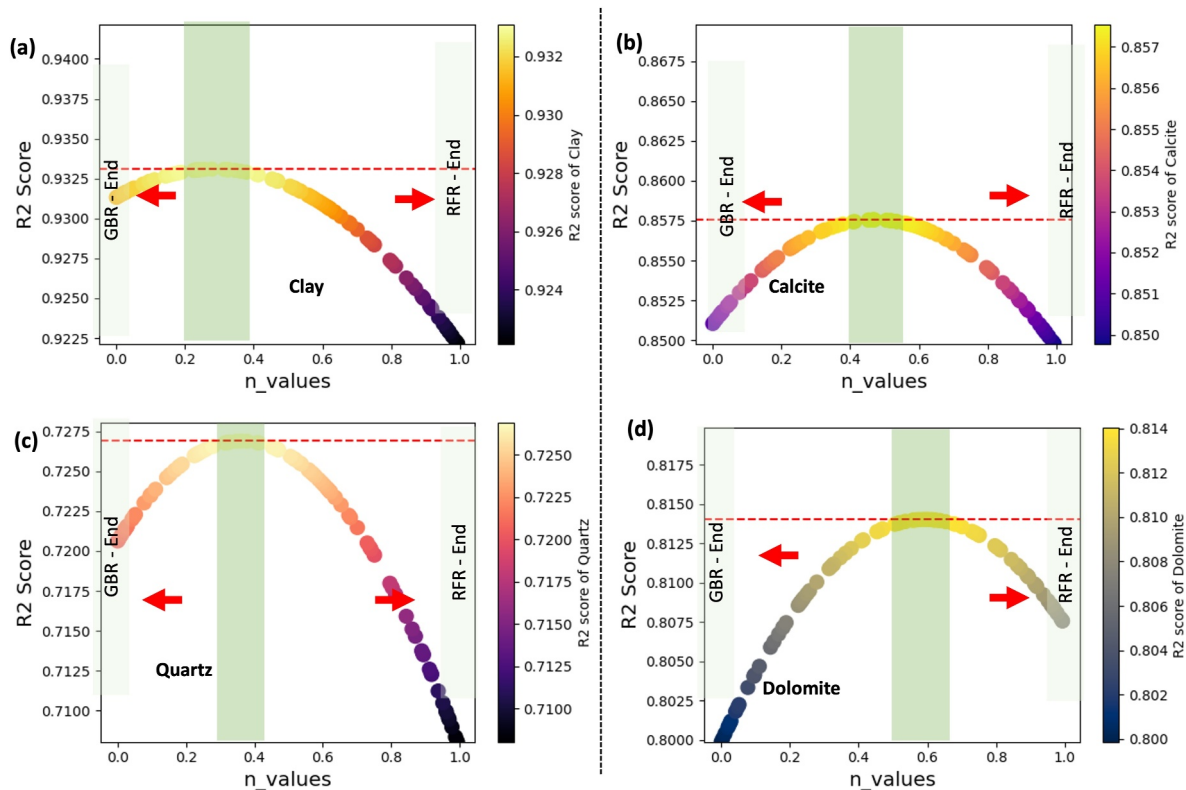 (a)
0.9400
0.9375
0.9350
0.9325
0.9300
0.9275
0.9250
0.9225
R2 Score
GBR - End
RFR - End
Clay
0.0 0.2 0.4 0.6 0.8 1.0
n_values
0.932
0.930
0.928
0.926
0.924
R2 score of Clay
(b)
0.8675
0.8650
0.8625
0.8600
0.8575
0.8550
0.8525
0.8500
R2 Score
GBR - End
RFR - End
Calcite
0.0 0.2 0.4 0.6 0.8 1.0
n_values
0.857
0.856
0.855
0.854
0.853
0.852
0.851
0.850
R2 score of Calcite
(c)
0.7275
0.7250
0.7225
0.7200
0.7175
0.7150
0.7125
0.7100
R2 Score
GBR - End
RFR - End
Quartz
0.0 0.2 0.4 0.6 0.8 1.0
n_values
0.7250
0.7225
0.7200
0.7175
0.7150
0.7125
0.7100
R2 score of Quartz
(d)
0.8175
0.8150
0.8125
0.8100
0.8075
0.8050
0.8025
0.8000
R2 Score
GBR - End
RFR - End
Dolomite
0.0 0.2 0.4 0.6 0.8 1.0
n_values
0.814
0.812
0.810
0.808
0.806
0.804
0.802
0.800
R2 score of Dolomite